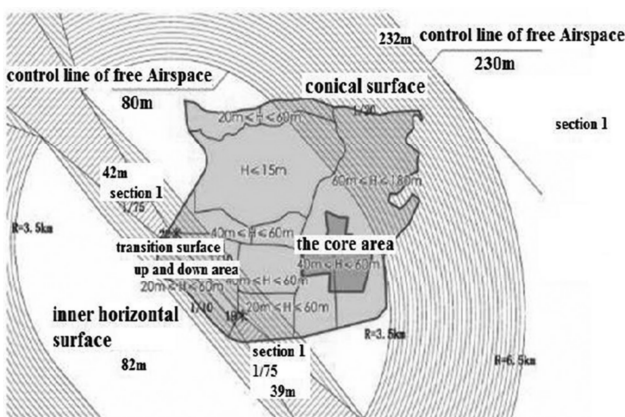 232m control line of free Airspace
230m
control line of free Airspace
80m
conical surface
section 1
1/20
20m≤H≤60m
H≤15m
60m≤H≤180m
42m
section 1
1/75
R=3.5km
40m≤H≤60m
transition surface
the core area
up and down area
40m≤H≤60m
40m≤H≤60m
20m≤H≤60m
1/10
20m≤H≤60m
inner horizontal
surface
82m
section 1
1/75
39m
R=3.5km
R=6.5km